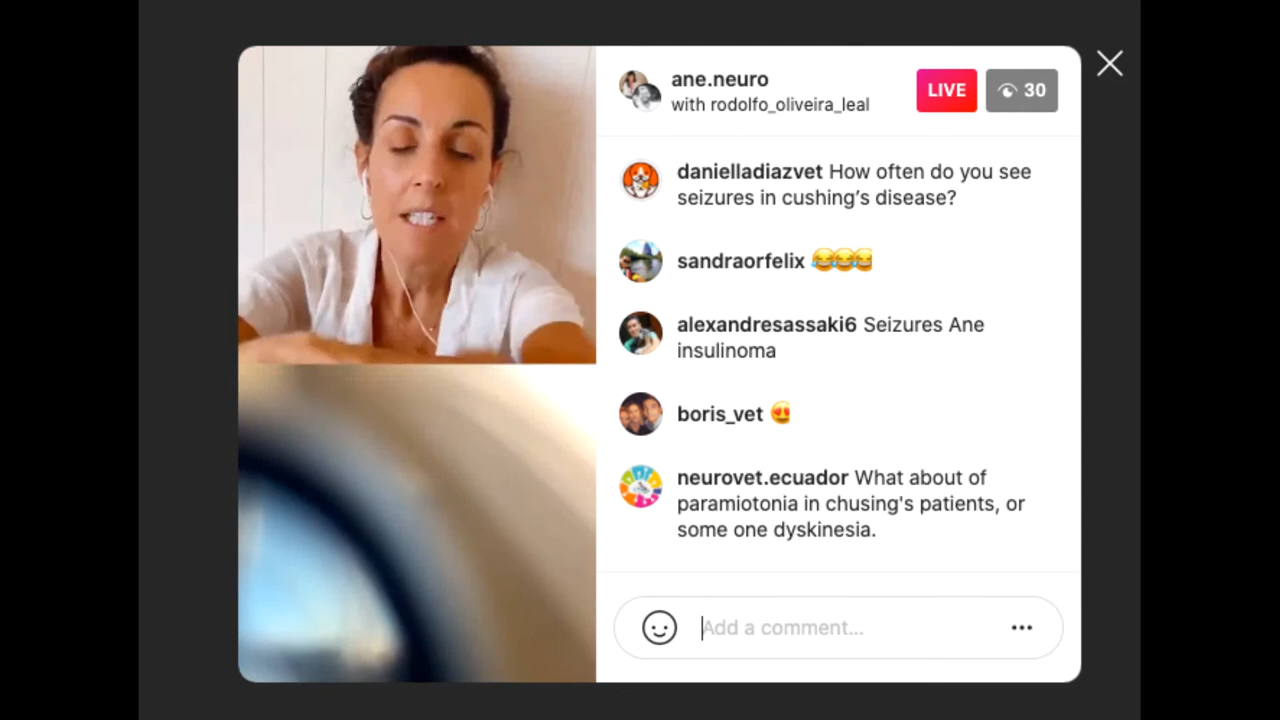 ane.neuro
with rodolfo_oliveira_leal
LIVE
30
danielladiazvet How often do you see
seizures in cushing’s disease?
sandraorfelix 😂😂😂
alexandresassaki6 Seizures Ane
insulinoma
boris_vet 😍
neurovet.ecuador What about of
paramiotonia in chusing's patients, or
some one dyskinesia.
Add a comment...